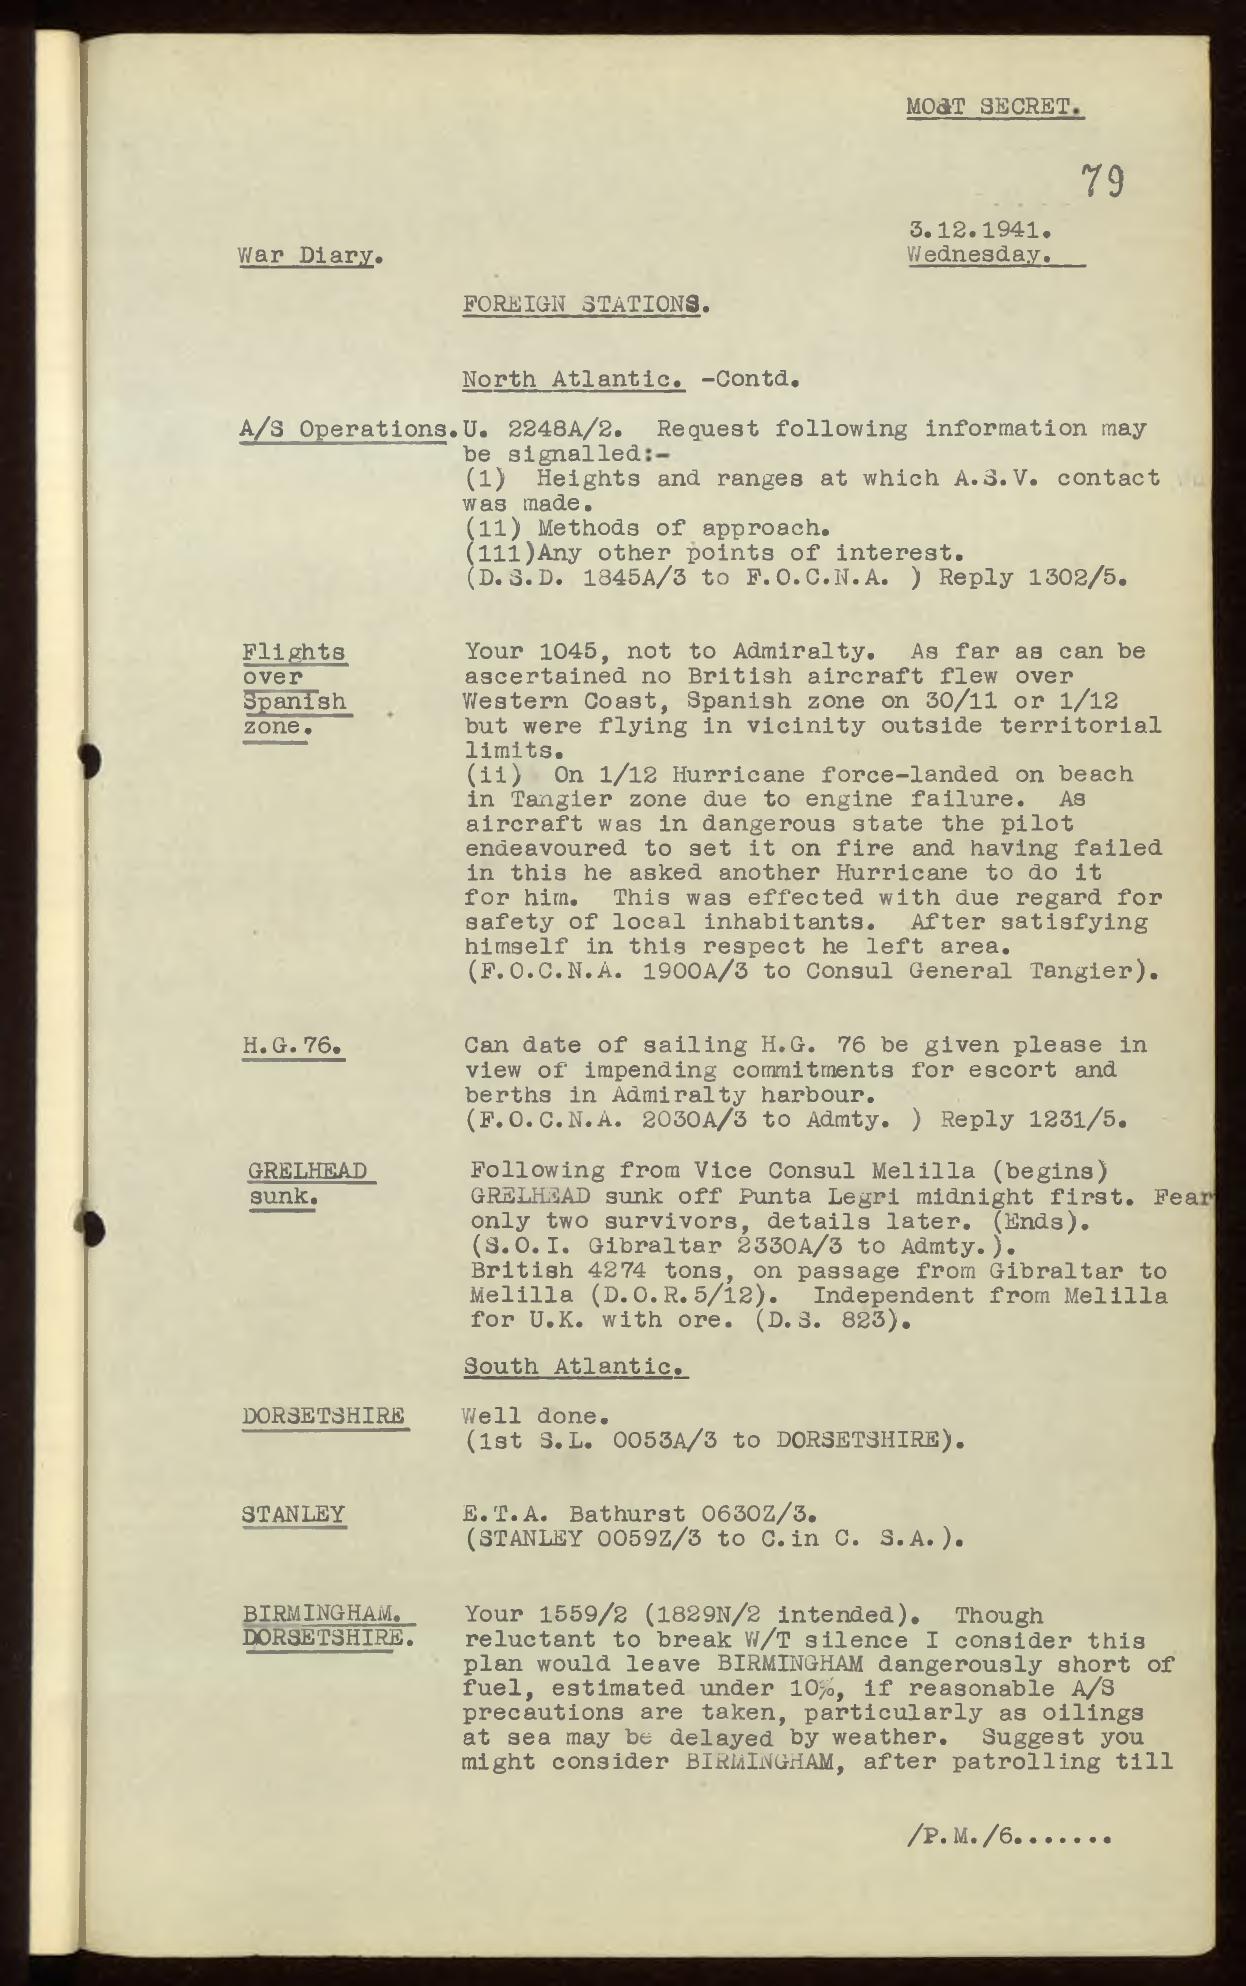 MOST SECRET.
79
3.12.1941.
War Diary.
Wednesday.
FOREIGN STATIONS.
North Atlantic. -Contd.
A/S Operations. U. 2248A/2. Request following information may
be signalled:-
(1) Heights and ranges at which A.S.V. contact
was made.
(11) Methods of approach.
(111)Any other points of interest.
(D.S.D. 1845A/3 to F.O.C.N.A. ) Reply 1302/5.
Flights Your 1045, not to Admiralty. As far as can be
over ascertained no British aircraft flew over
Spanish Western Coast, Spanish zone on 30/11 or 1/12
zone. but were flying in vicinity outside territorial
limits.
(ii) On 1/12 Hurricane force-landed on beach
in Tangier zone due to engine failure. As
aircraft was in dangerous state the pilot
endeavoured to set it on fire and having failed
in this he asked another Hurricane to do it
for him. This was effected with due regard for
safety of local inhabitants. After satisfying
himself in this respect he left area.
(F.O.C.N.A. 1900A/3 to Consul General Tangier).
H.G.76. Can date of sailing H.G. 76 be given please in
view of impending commitments for escort and
berths in Admiralty harbour.
(F.O.C.N.A. 2030A/3 to Admty. ) Reply 1231/5.
GRELHEAD Following from Vice Consul Melilla (begins)
sunk. GRELHEAD sunk off Punta Legri midnight first. Fear
only two survivors, details later. (Ends).
(S.O.I. Gibraltar 2330A/3 to Admty.).
British 4274 tons, on passage from Gibraltar to
Melilla (D.O.R.5/12). Independent from Melilla
for U.K. with ore. (D.S. 823).
South Atlantic.
DORSETSHIRE Well done.
(1st S.L. 0053A/3 to DORSETSHIRE).
STANLEY E.T.A. Bathurst 0630Z/3.
(STANLEY 0059Z/3 to C.in C. S.A.).
BIRMINGHAM. Your 1559/2 (1829N/2 intended). Though
DORSETSHIRE. reluctant to break W/T silence I consider this
plan would leave BIRMINGHAM dangerously short of
fuel, estimated under 10%, if reasonable A/S
precautions are taken, particularly as oilings
at sea may be delayed by weather. Suggest you
might consider BIRMINGHAM, after patrolling till
/P.M./6.......